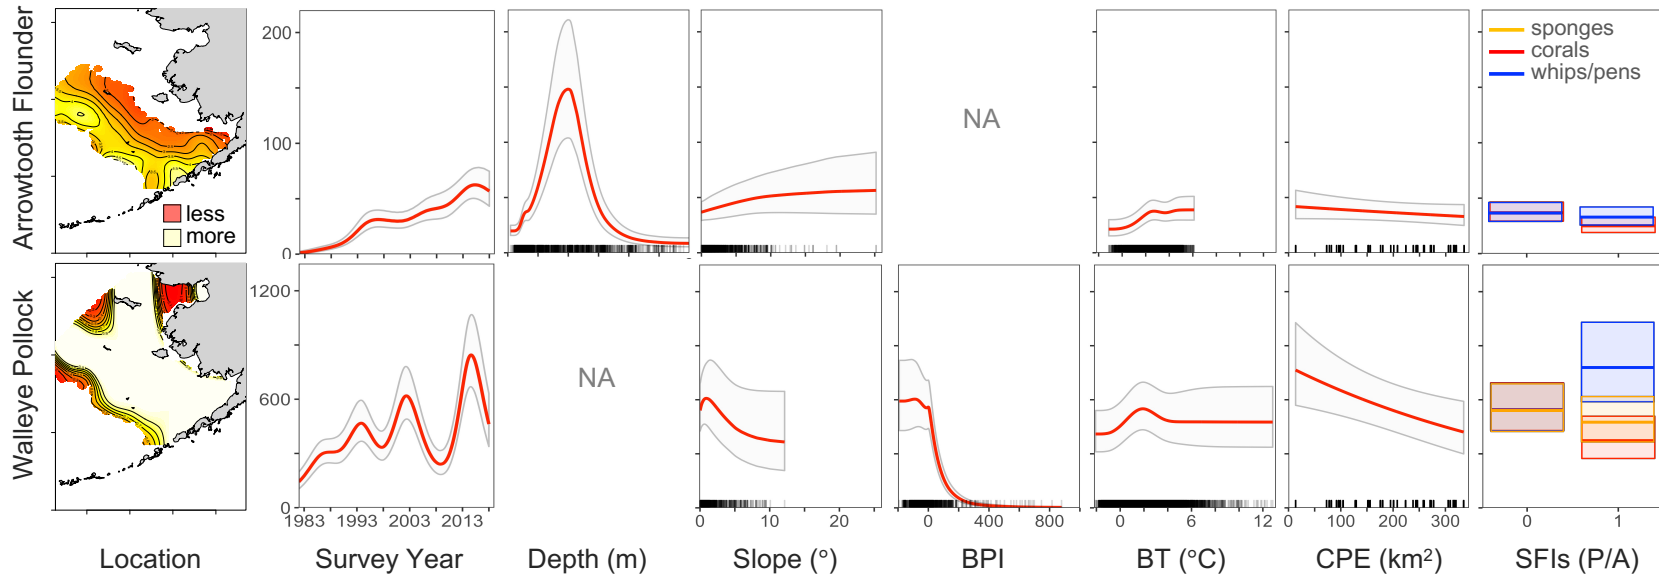 Arrowtooth Flounder
less
more
200
100
0
NA
sponges
corals
whips/pens
Walleye Pollock
1200
600
0
NA
1983 1993 2003 2013
0 10 20
0 400 800
0 6 12
0 100 200 300
0 1
Location
Survey Year
Depth (m)
Slope (°)
BPI
BT (°C)
CPE (km²)
SFIs (P/A)